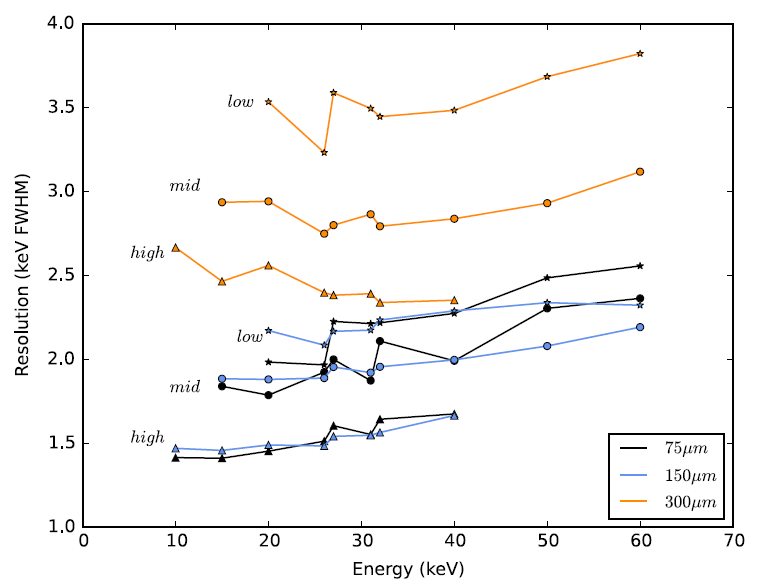 4.0
3.5
3.0
2.5
2.0
1.5
1.0
Resolution (keV FWHM)
low
mid
high
low
mid
high
75μm
150μm
300μm
0 10 20 30 40 50 60 70
Energy (keV)